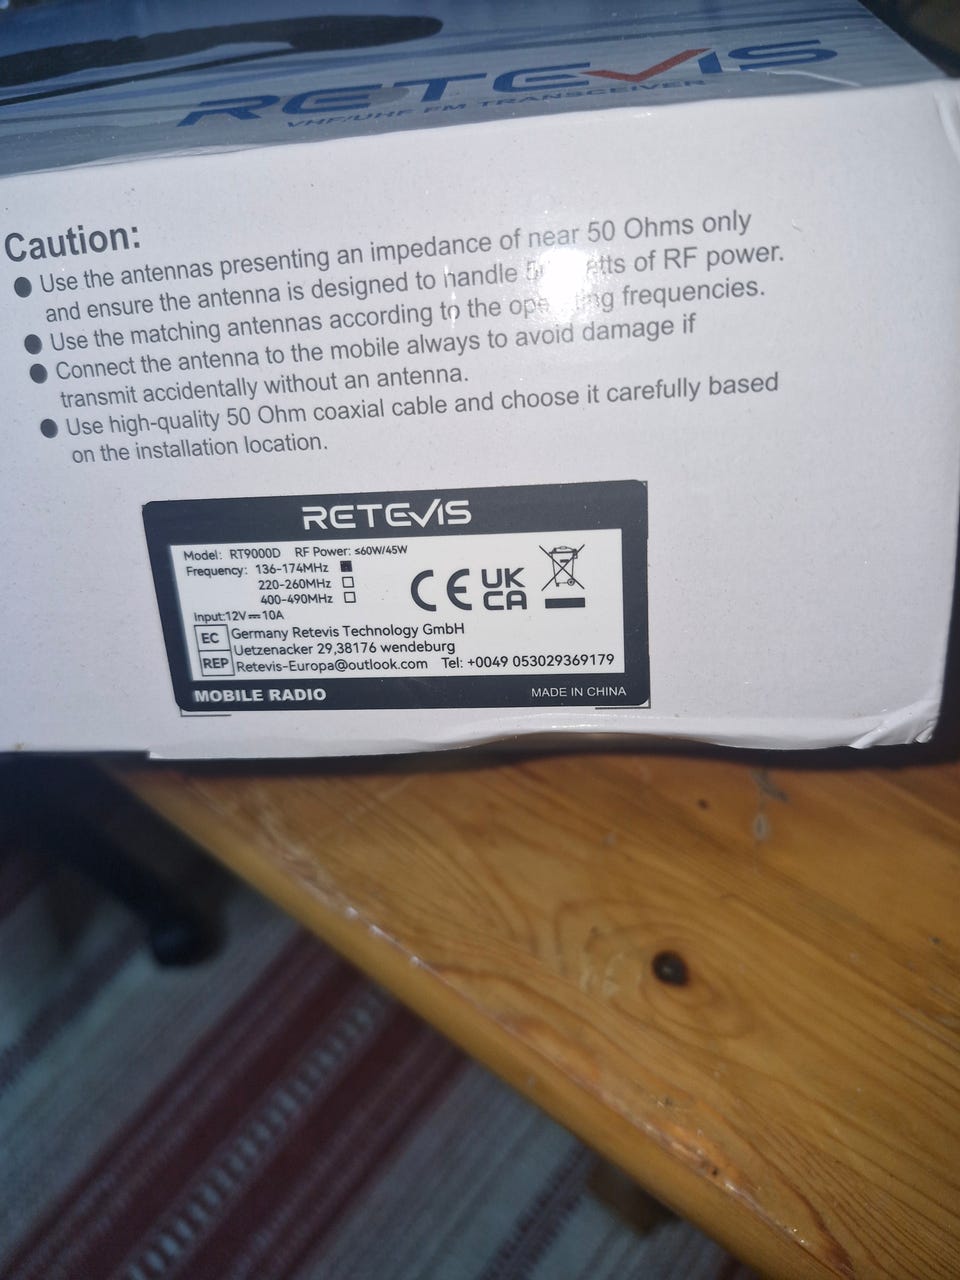 RETEVIS
VHF/UHF FM TRANSCEIVER
Caution:
● Use the antennas presenting an impedance of near 50 Ohms only
and ensure the antenna is designed to handle of RF power.
● Use the matching antennas according to the frequencies.
● Connect the antenna to the mobile always to avoid damage if
transmit accidentally without an antenna.
● Use high-quality 50 Ohm coaxial cable and choose it carefully based
on the installation location.
RETEVIS
Model: RT9000D RF Power: ≤60W/45W
Frequency: 136-174MHz ■
220-260MHz □
400-490MHz □
CE UK CA
Input:12V⎓10A
EC REP
Germany Retevis Technology GmbH
Uetzenacker 29,38176 wendeburg
Retevis-Europa@outlook.com Tel: +0049 053029369179
MOBILE RADIO MADE IN CHINA